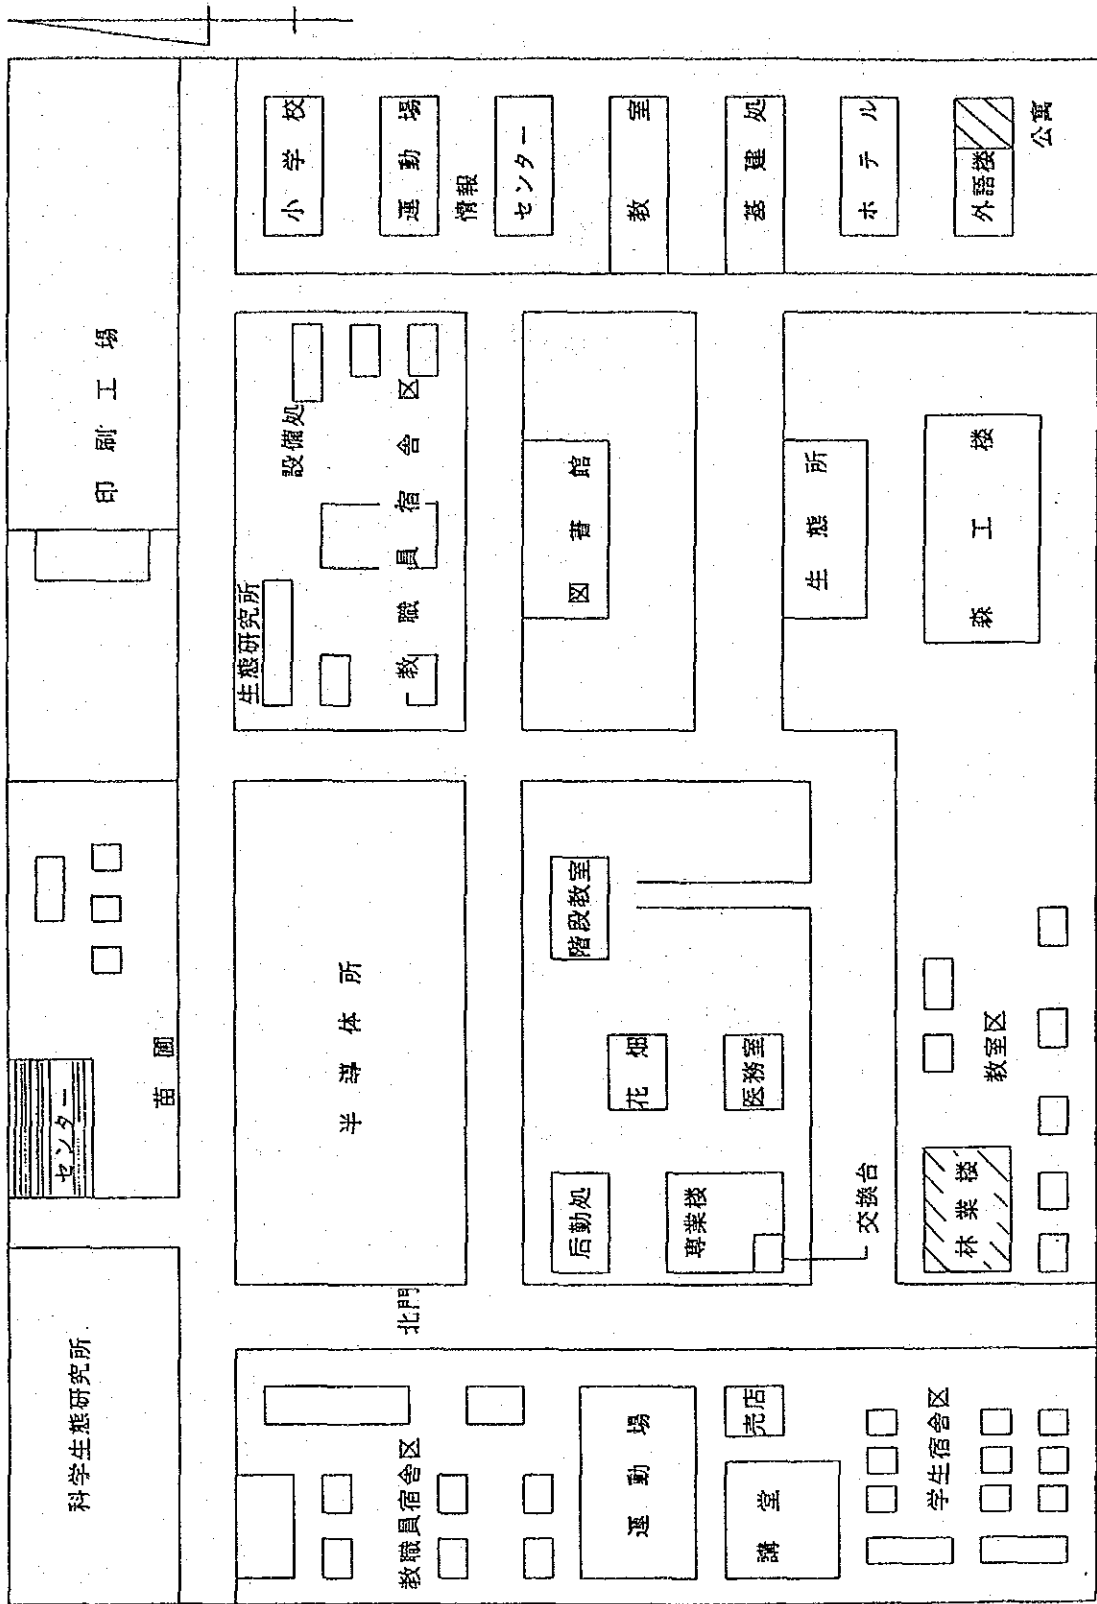 科学生態研究所
センター
苗圃
印刷工場
北門
半導体所
生態研究所
設備処
教職員宿舎区
小学校
運動場
情報
センター
教室
基建処
ホテル
外語楼
公寓
図書館
生態所
森工楼
階段教室
花畑
医務室
后勤処
専業楼
交換台
林業楼
教室区
教職員宿舎区
運動場
売店
講堂
学生宿舎区